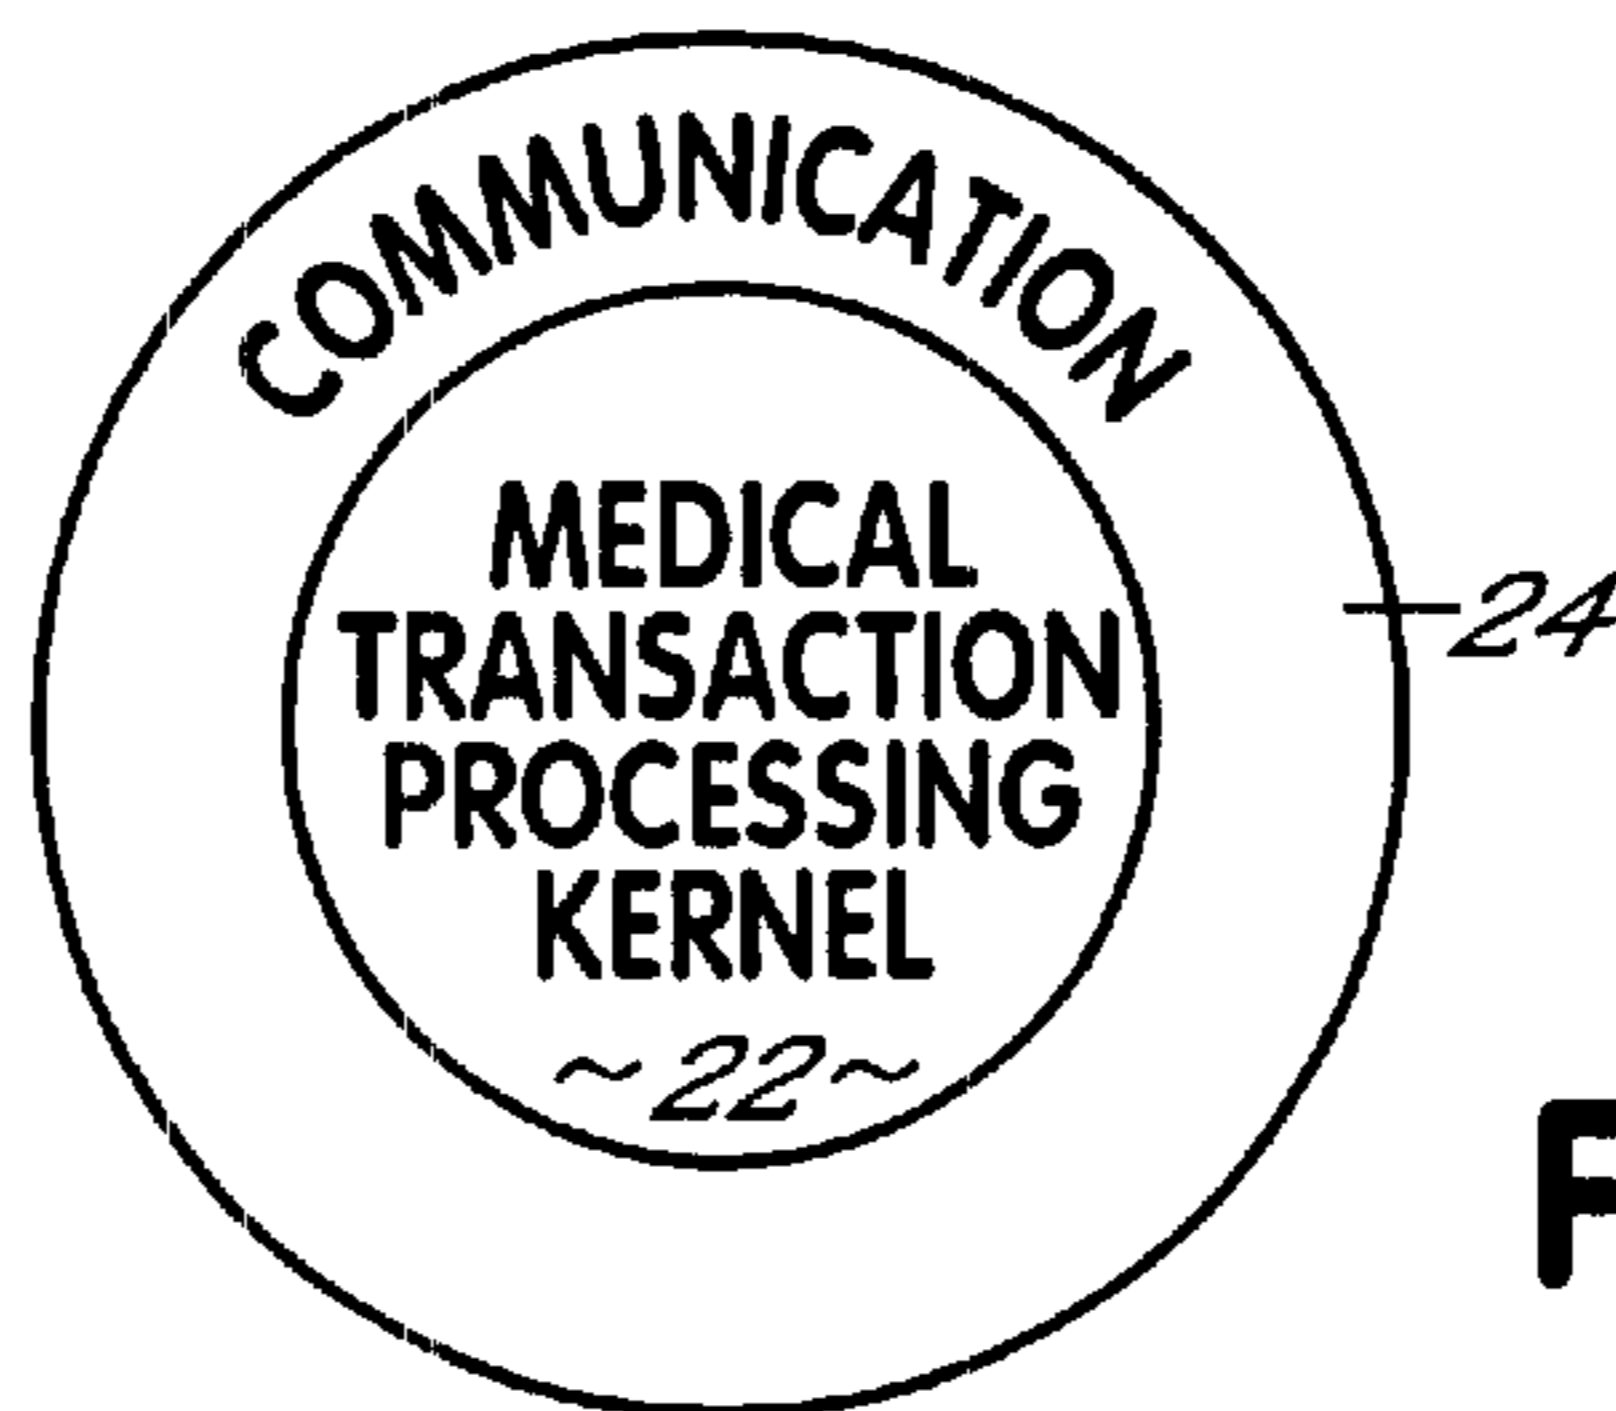 COMMUNICATION
MEDICAL
TRANSACTION
PROCESSING
KERNEL
~22~
24